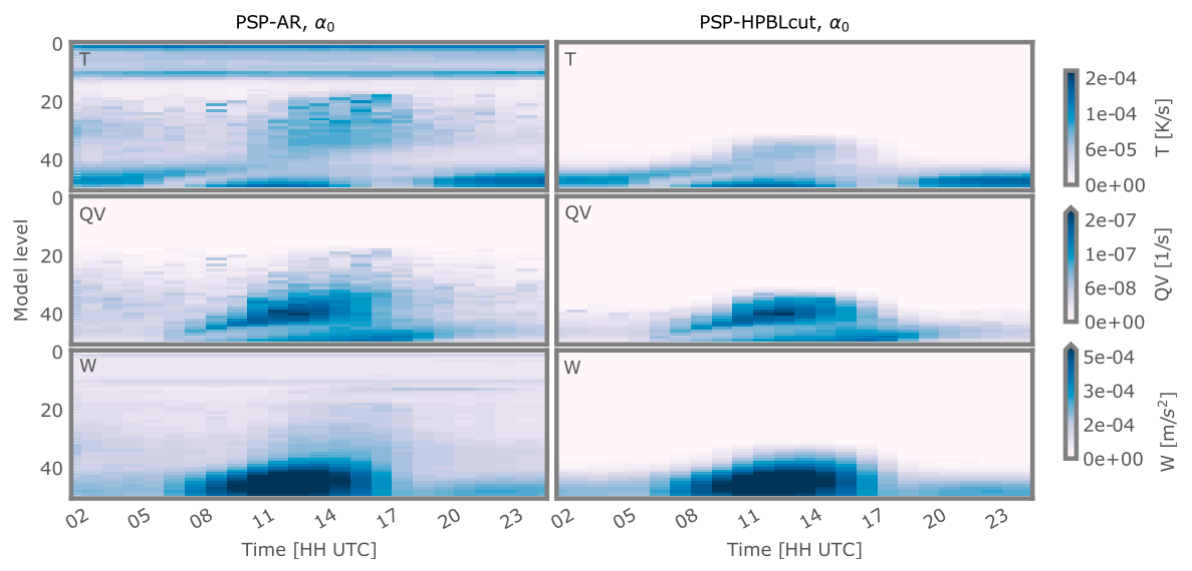 PSP-AR, α₀
PSP-HPBLcut, α₀
0
20
40
T
T
2e-04
1e-04
6e-05
0e+00
T [K/s]
Model level
0
20
40
QV
QV
2e-07
1e-07
6e-08
0e+00
QV [1/s]
0
20
40
W
W
5e-04
3e-04
2e-04
0e+00
W [m/s²]
02 05 08 11 14 17 20 23
02 05 08 11 14 17 20 23
Time [HH UTC]
Time [HH UTC]